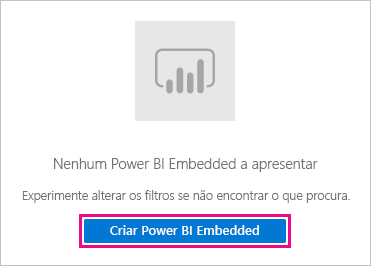 Nenhum Power BI Embedded a apresentar
Experimente alterar os filtros se não encontrar o que procura.
Criar Power BI Embedded